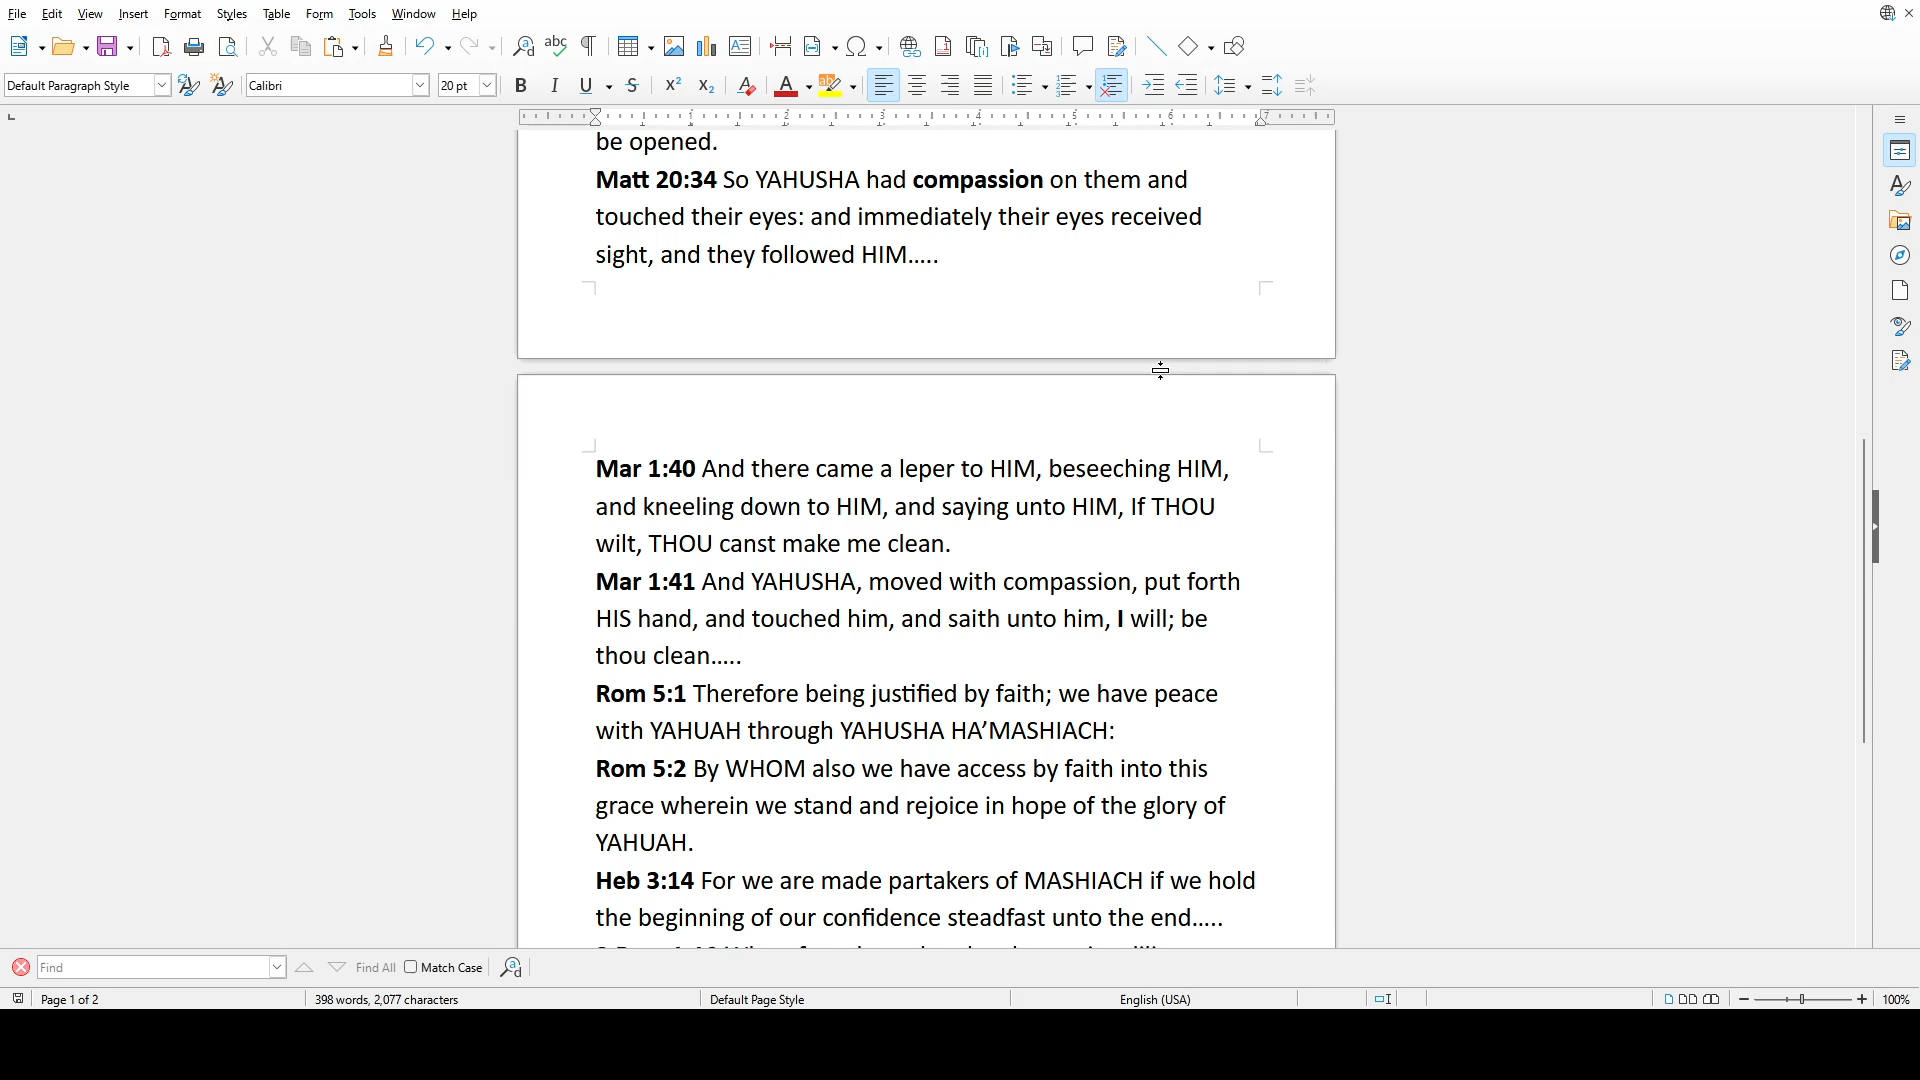 File Edit View Insert Format Styles Table Form Tools Window Help
Default Paragraph Style Calibri 20 pt
1 2 3 4 5 6 7
be opened.
Matt 20:34 So YAHUSHA had compassion on them and
touched their eyes: and immediately their eyes received
sight, and they followed HIM…..
Mar 1:40 And there came a leper to HIM, beseeching HIM,
and kneeling down to HIM, and saying unto HIM, If THOU
wilt, THOU canst make me clean.
Mar 1:41 And YAHUSHA, moved with compassion, put forth
HIS hand, and touched him, and saith unto him, I will; be
thou clean…..
Rom 5:1 Therefore being justified by faith; we have peace
with YAHUAH through YAHUSHA HA’MASHIACH:
Rom 5:2 By WHOM also we have access by faith into this
grace wherein we stand and rejoice in hope of the glory of
YAHUAH.
Heb 3:14 For we are made partakers of MASHIACH if we hold
the beginning of our confidence steadfast unto the end…..
Find Find All Match Case
Page 1 of 2 398 words, 2,077 characters Default Page Style English (USA) 100%